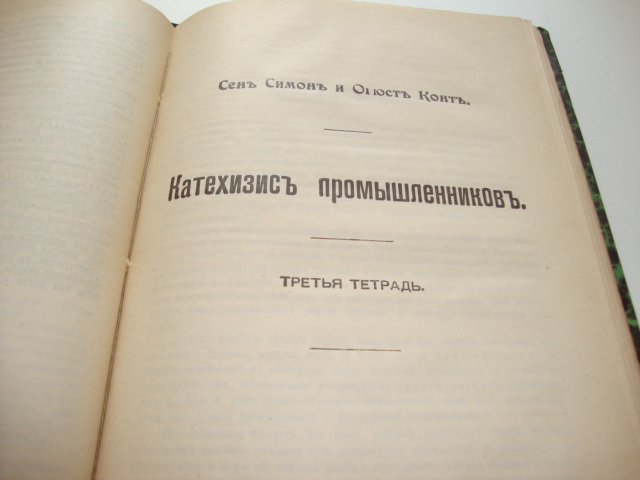 Сенъ Симонъ и Огюстъ Контъ.
Катехизисъ промышленниковъ.
Третья тетрадь.